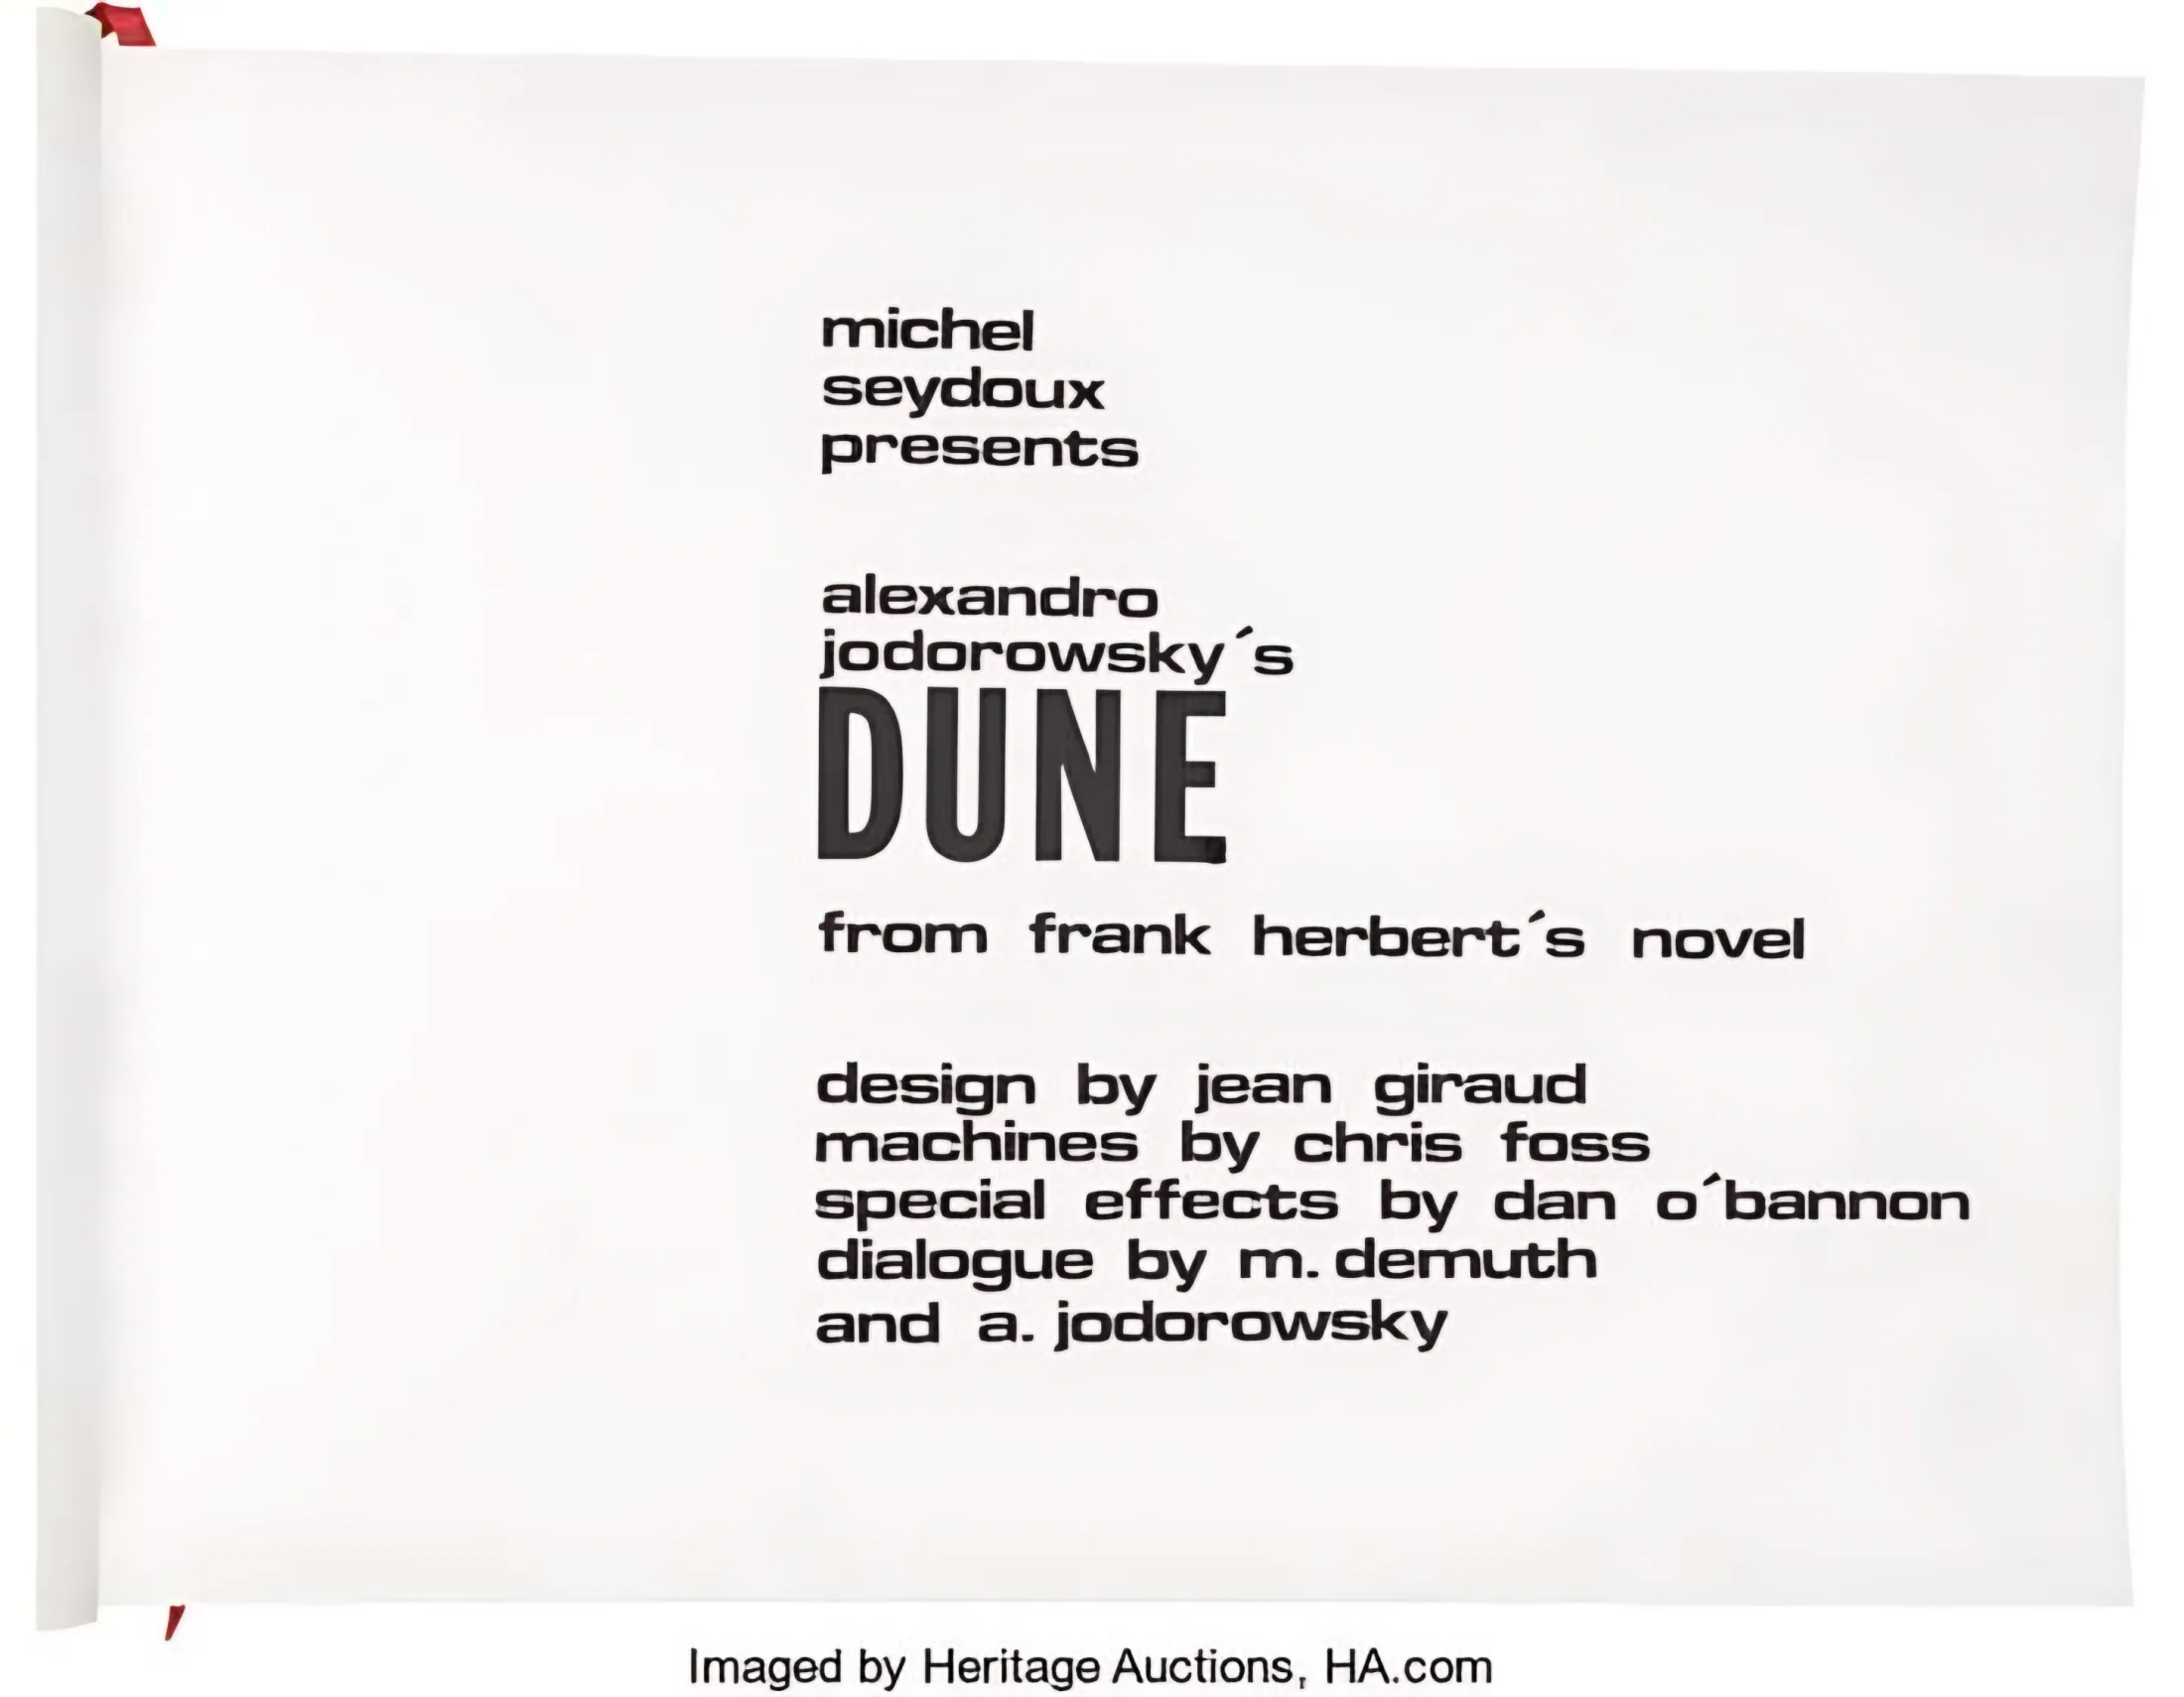 michel
seydoux
presents
alexandro
jodorowsky´s
DUNE
from frank herbert´s novel
design by jean giraud
machines by chris foss
special effects by dan o´bannon
dialogue by m. demuth
and a. jodorowsky
Imaged by Heritage Auctions, HA.com